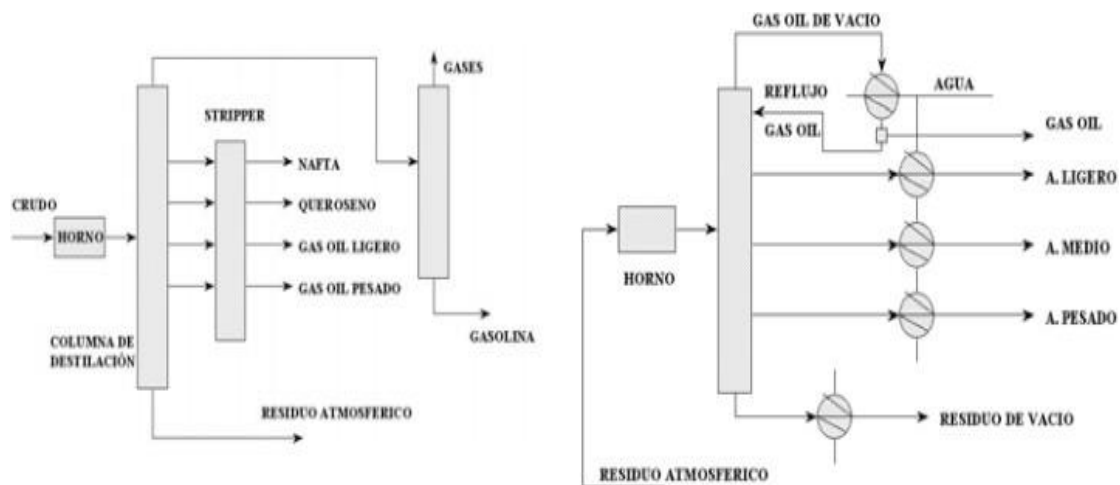 GASES
STRIPPER
NAFTA
CRUDO
QUEROSENO
HORNO
GAS OIL LIGERO
GAS OIL PESADO
COLUMNA DE
DESTILACIÓN
GASOLINA
RESIDUO ATMOSFERICO
GAS OIL DE VACIO
REFLUJO
AGUA
GAS OIL
GAS OIL
A. LIGERO
A. MEDIO
HORNO
A. PESADO
RESIDUO DE VACIO
RESIDUO ATMOSFERICO